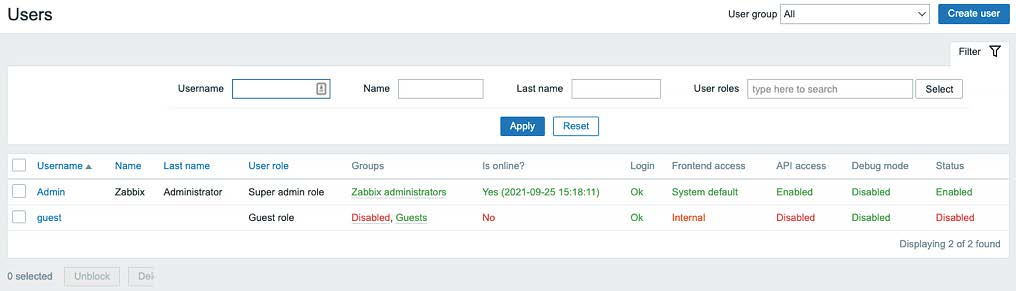 Users User group All Create user
Filter
Username Name Last name User roles type here to search Select
Apply Reset
Username Name Last name User role Groups Is online? Login Frontend access API access Debug mode Status
Admin Zabbix Administrator Super admin role Zabbix administrators Yes (2021-09-25 15:18:11) Ok System default Enabled Disabled Enabled
guest Guest role Disabled, Guests No Ok Internal Disabled Disabled Disabled
Displaying 2 of 2 found
0 selected Unblock